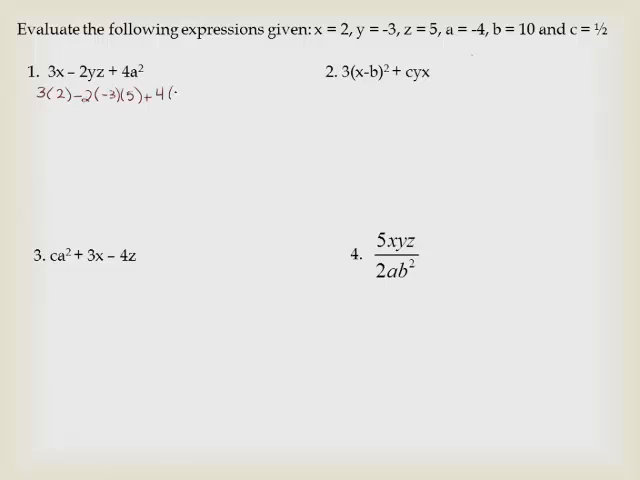 Evaluate the following expressions given: x = 2, y = -3, z = 5, a = -4, b = 10 and c = ½
1. 3x – 2yz + 4a²
3(2) – 2(-3)(5) + 4(-
2. 3(x-b)² + cyx
3. ca² + 3x – 4z
4. 5xyz
2ab²